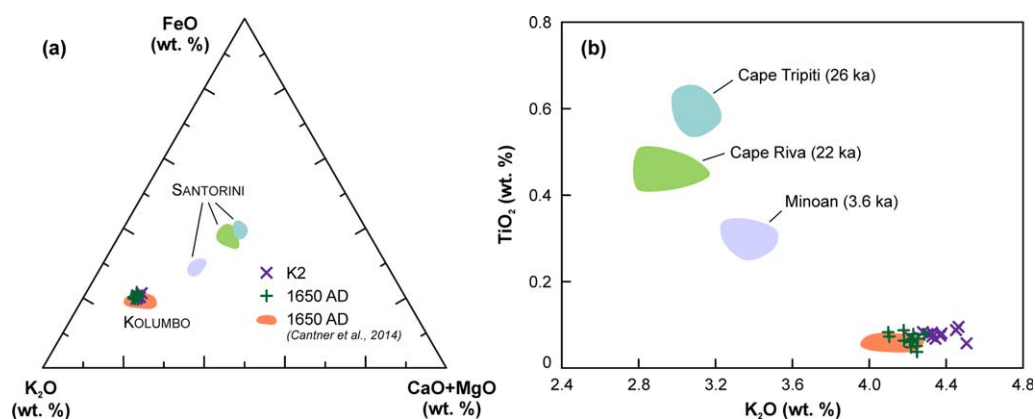 (a)
FeO
(wt. %)
SANTORINI
KOLUMBO
K2
1650 AD
1650 AD
(Cantner et al., 2014)
K₂O
(wt. %)
CaO+MgO
(wt. %)
(b)
0.8
0.6
0.4
0.2
0
TiO₂ (wt. %)
Cape Tripiti (26 ka)
Cape Riva (22 ka)
Minoan (3.6 ka)
2.4
2.8
3.2
3.6
4.0
4.4
4.8
K₂O (wt. %)